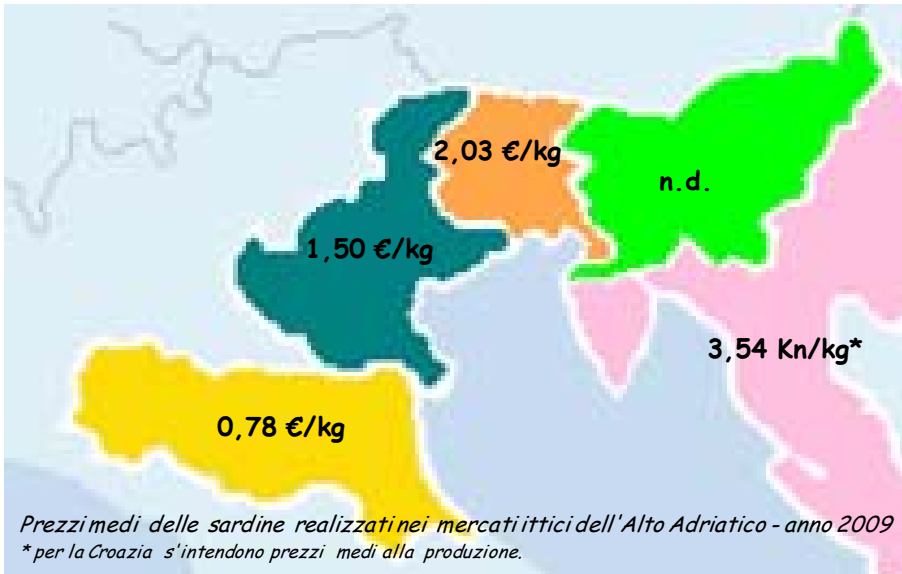 2,03 €/kg
n.d.
1,50 €/kg
3,54 Kn/kg*
0,78 €/kg
Prezzi medi delle sardine realizzati nei mercati ittici dell'Alto Adriatico - anno 2009
* per la Croazia s'intendono prezzi medi alla produzione.